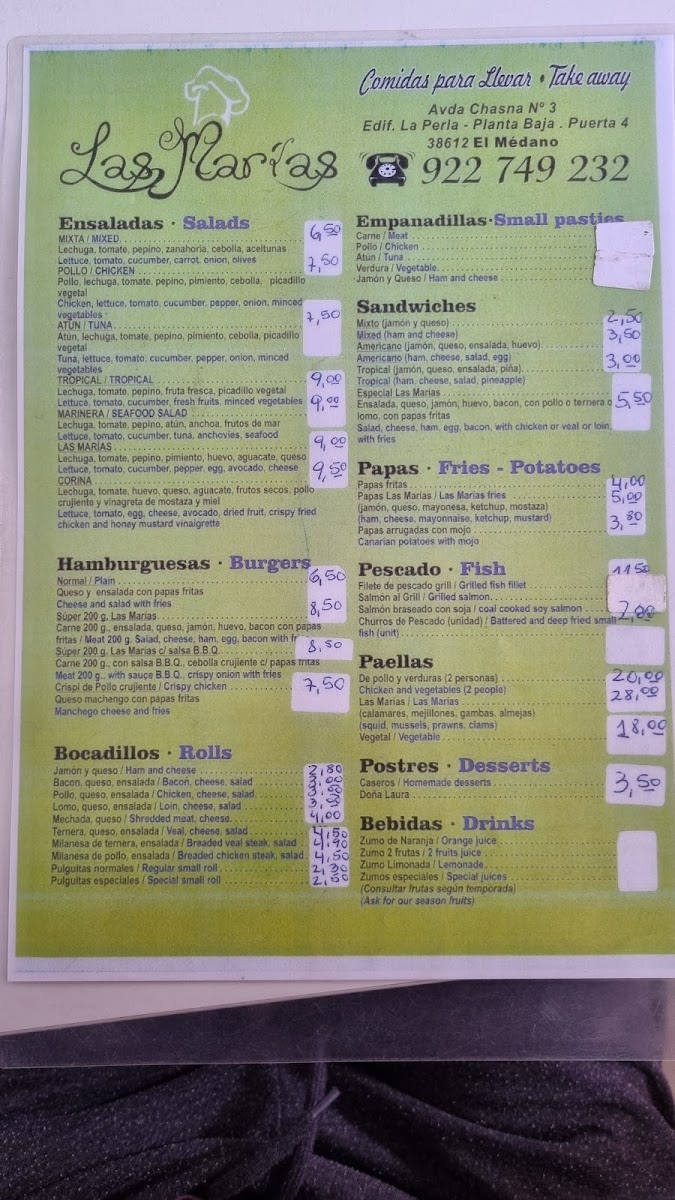 Las Marías
Comidas para Llevar • Take away
Avda Chasna Nº 3
Edif. La Perla - Planta Baja . Puerta 4
38612 El Médano
922 749 232
Ensaladas · Salads
MIXTA / MIXED 6,50
Lechuga, tomate, pepino, zanahoria, cebolla, aceitunas
Lettuce, tomato, cucumber, carrot, onion, olives
POLLO / CHICKEN 7,50
Pollo, lechuga, tomate, pepino, pimiento, cebolla, picadillo
vegetal
Chicken, lettuce, tomato, cucumber, pepper, onion, minced
vegetables
ATÚN / TUNA 7,50
Atún, lechuga, tomate, pepino, pimiento, cebolla, picadillo
vegetal
Tuna, lettuce, tomato, cucumber, pepper, onion, minced
vegetables
TROPICAL / TROPICAL 9,00
Lechuga, tomate, pepino, fruta fresca, picadillo vegetal
Lettuce, tomato, cucumber, fresh fruits, minced vegetables
MARINERA / SEAFOOD SALAD 9,00
Lechuga, tomate, pepino, atún, anchoa, frutos de mar
Lettuce, tomato, cucumber, tuna, anchovies, seafood
LAS MARÍAS 9,00
Lechuga, tomate, pepino, pimiento, huevo, aguacate, queso
Lettuce, tomato, cucumber, pepper, egg, avocado, cheese
CORINA 9,50
Lechuga, tomate, huevo, queso, aguacate, frutos secos, pollo
crujiente y vinagreta de mostaza y miel
Lettuce, tomato, egg, cheese, avocado, dried fruit, crispy fried
chicken and honey mustard vinaigrette
Hamburguesas · Burgers
Normal / Plain 6,50
Queso y ensalada con papas fritas
Cheese and salad with fries
Súper 200 g. Las Marías 8,50
Carne 200 g., ensalada, queso, jamón, huevo, bacon con papas
fritas / Meat 200 g. Salad, cheese, ham, egg, bacon with
Súper 200 g. Las Marías c/ salsa B.B.Q. 8,50
Carne 200 g., con salsa B.B.Q., cebolla crujiente c/ papas fritas
Meat 200 g., with sauce B.B.Q., crispy onion with fries
Crispi de Pollo crujiente / Crispy chicken 7,50
Queso machengo con papas fritas
Manchego cheese and fries
Bocadillos · Rolls
Jamón y queso / Ham and cheese 2,80
Bacon, queso, ensalada / Bacon, cheese, salad 3,00
Pollo, queso, ensalada / Chicken, cheese, salad
Lomo, queso, ensalada / Loin, cheese, salad
Mechada, queso / Shredded meat, cheese 4,00
Ternera, queso, ensalada / Veal, cheese, salad 4,50
Milanesa de ternera, ensalada / Breaded veal steak, salad
Milanesa de pollo, ensalada / Breaded chicken steak, salad 4,50
Pulguitas normales / Regular small roll
Pulguitas especiales / Special small roll 2,50
Empanadillas·Small pasties
Carne / Meat
Pollo / Chicken
Atún / Tuna
Verdura / Vegetable
Jamón y Queso / Ham and cheese
Sandwiches
Mixto (jamón y queso) 2,50
Mixed (ham and cheese)
Americano (jamón, queso, ensalada, huevo) 3,50
Americano (ham, cheese, salad, egg)
Tropical (jamón, queso, ensalada, piña) 3,00
Tropical (ham, cheese, salad, pineapple)
Especial Las Marías 5,50
Ensalada, queso, jamón, huevo, bacon, con pollo o ternera o
lomo, con papas fritas
Salad, cheese, ham, egg, bacon, with chicken or veal or loin,
with fries
Papas · Fries - Potatoes
Papas fritas 4,00
Papas Las Marías / Las Marías fries 5,00
(jamón, queso, mayonesa, ketchup, mostaza)
(ham, cheese, mayonnaise, ketchup, mustard)
Papas arrugadas con mojo 3,80
Canarian potatoes with mojo
Pescado · Fish
Filete de pescado grill / Grilled fish fillet 11,50
Salmón al Grill / Grilled salmon
Salmón braseado con soja / coal cooked soy salmon
Churros de Pescado (unidad) / Battered and deep fried small 2,00
fish (unit)
Paellas
De pollo y verduras (2 personas) 20,00
Chicken and vegetables (2 people)
Las Marías / Las Marías 28,00
(calamares, mejillones, gambas, almejas)
(squid, mussels, prawns, clams)
Vegetal / Vegetable 18,00
Postres · Desserts
Caseros / Homemade desserts 3,50
Doña Laura
Bebidas · Drinks
Zumo de Naranja / Orange juice
Zumo 2 frutas / 2 fruits juice
Zumo Limonada / Lemonade
Zumos especiales / Special juices
(Consultar frutas según temporada)
(Ask for our season fruits)